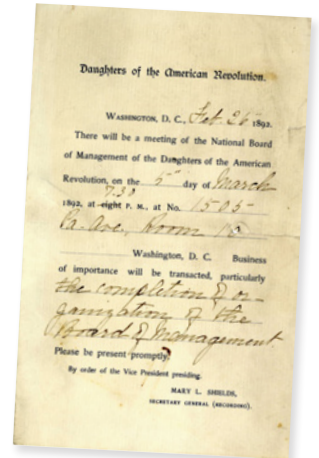 Daughters of the American Revolution.
WASHINGTON, D. C., Feb. 26 1892.
There will be a meeting of the National Board
of Management of the Daughters of the American
Revolution, on the 5th day of March
7.30
1892, at eight P. M., at No. 1505
Pa. Ave., Room 10
Washington, D. C. Business
of importance will be transacted, particularly
the completion & or-
ganization of the
Board of Management
Please be present promptly.
By order of the Vice President presiding.
MARY L. SHIELDS,
SECRETARY GENERAL (RECORDING).